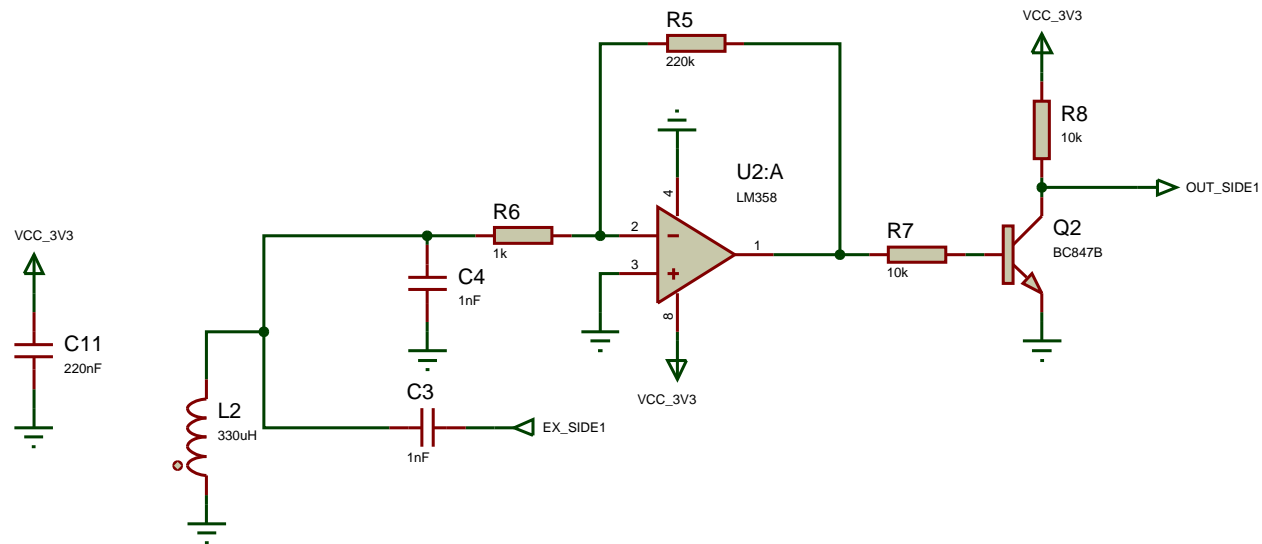 R5
220k
VCC_3V3
R8
10k
OUT_SIDE1
U2:A
LM358
4
R6
1k
2
3
1
8
R7
10k
Q2
BC847B
VCC_3V3
C4
1nF
C11
220nF
VCC_3V3
C3
1nF
EX_SIDE1
L2
330uH